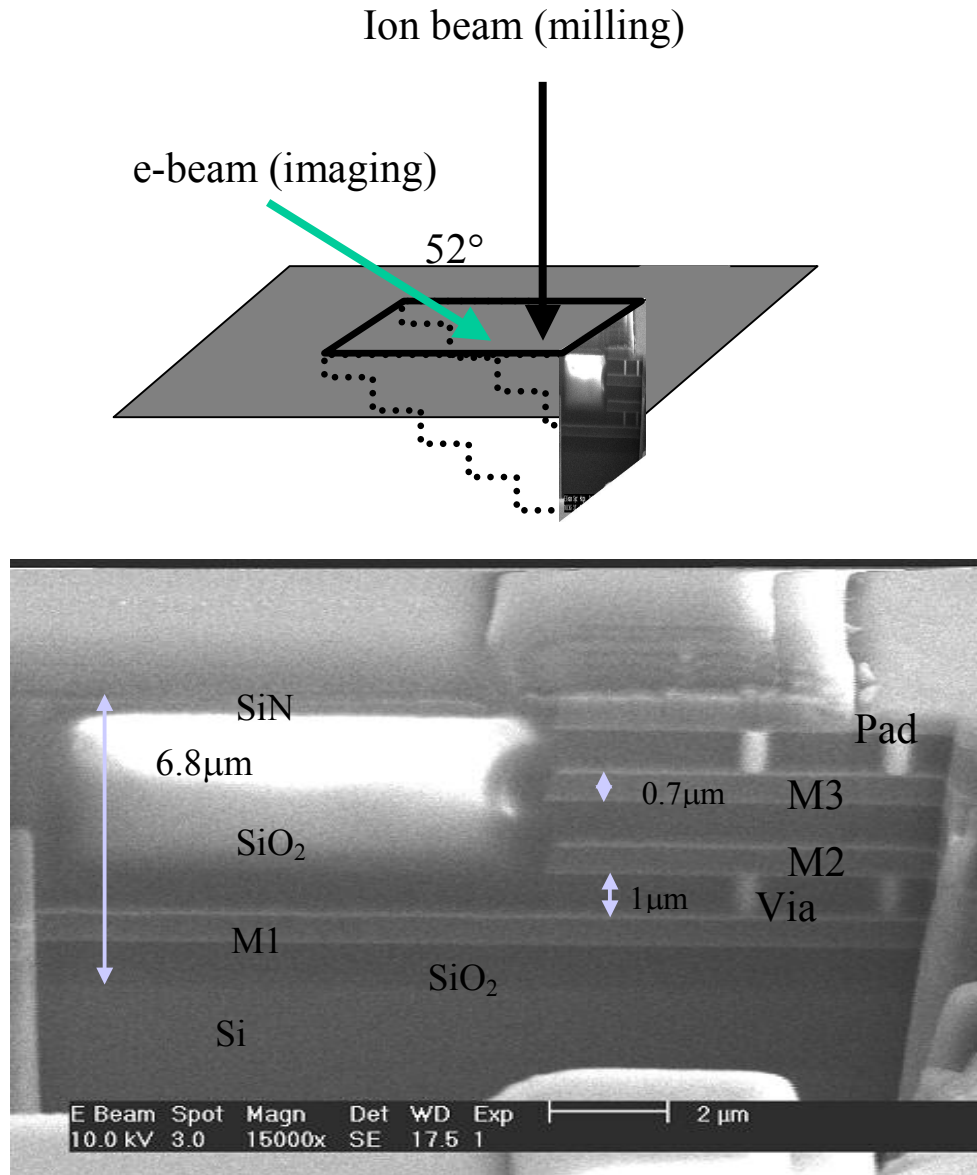 Ion beam (milling)
e-beam (imaging)
52°
SiN
Pad
6.8μm
0.7μm
M3
SiO₂
M2
1μm
Via
M1
SiO₂
Si
E Beam Spot Magn Det WD Exp
10.0 kV 3.0 15000x SE 17.5 1
2 µm